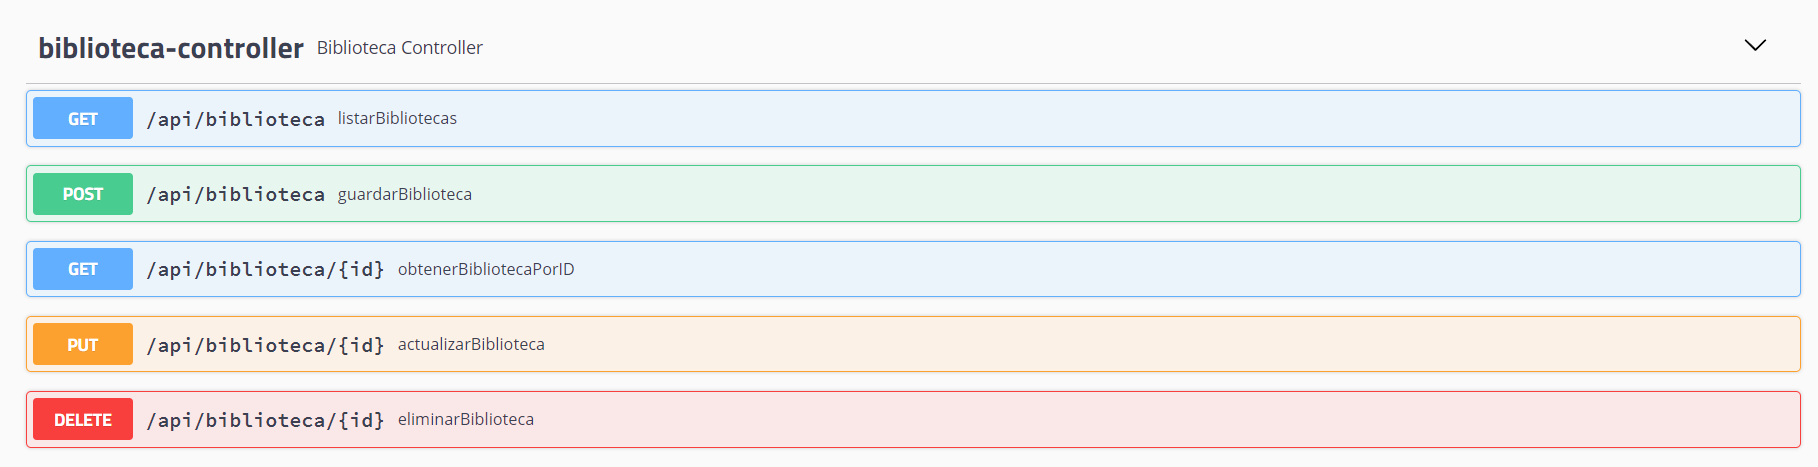 biblioteca-controller Biblioteca Controller
GET /api/biblioteca listarBibliotecas
POST /api/biblioteca guardarBiblioteca
GET /api/biblioteca/{id} obtenerBibliotecaPorID
PUT /api/biblioteca/{id} actualizarBiblioteca
DELETE /api/biblioteca/{id} eliminarBiblioteca